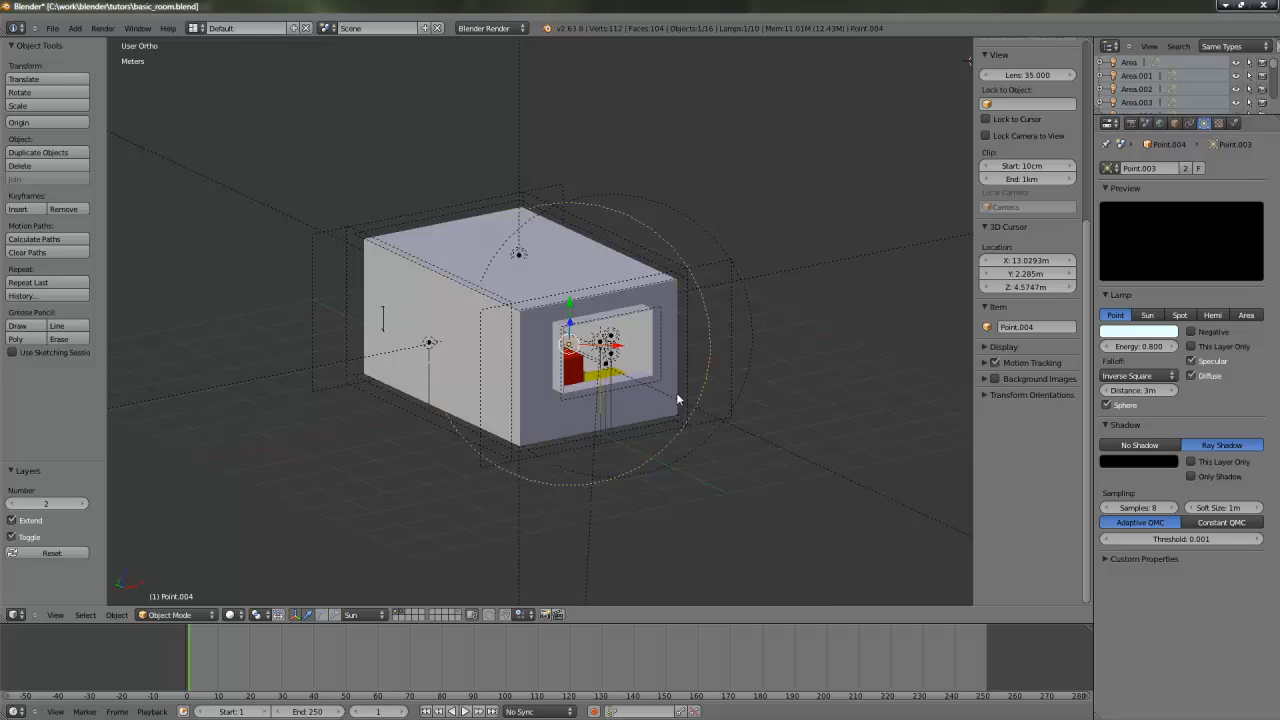 Blender* [C:\work\blender\tutors\basic_room.blend]
File Add Render Window Help Default Scene Blender Render v2.63.8 | Verts:112 | Faces:104 | Objects:1/16 | Lamps:1/10 | Mem:11.01M (12.43M) | Point.004
Object Tools
Transform:
Translate
Rotate
Scale
Origin
Object:
Duplicate Objects
Delete
Join
Keyframes:
Insert Remove
Motion Paths:
Calculate Paths
Clear Paths
Repeat:
Repeat Last
History...
Grease Pencil:
Draw Line
Poly Erase
Use Sketching Sessio
Layers
Number
2
Extend
Toggle
Reset
User Ortho
Meters
(1) Point.004
View Select Object Object Mode Sun
View
Lens: 35.000
Lock to Object:
Lock to Cursor
Lock Camera to View
Clip:
Start: 10cm
End: 1km
Local Camera
Camera
3D Cursor
Location:
X: 13.0293m
Y: 2.285m
Z: 4.5747m
Item
Point.004
Display
Motion Tracking
Background Images
Transform Orientations
View Search Same Types
Area
Area.001
Area.002
Area.003
Point.004 Point.003
Point.003 2 F
Preview
Lamp
Point Sun Spot Hemi Area
Negative
Energy: 0.800 This Layer Only
Falloff: Specular
Inverse Square Diffuse
Distance: 3m
Sphere
Shadow
No Shadow Ray Shadow
This Layer Only
Only Shadow
Sampling:
Samples: 8 Soft Size: 1m
Adaptive QMC Constant QMC
Threshold: 0.001
Custom Properties
-50 -40 -30 -20 -10 0 10 20 30 40 50 60 70 80 90 100 110 120 130 140 150 160 170 180 190 200 210 220 230 240 250 260 270 280
View Marker Frame Playback Start: 1 End: 250 1 No Sync